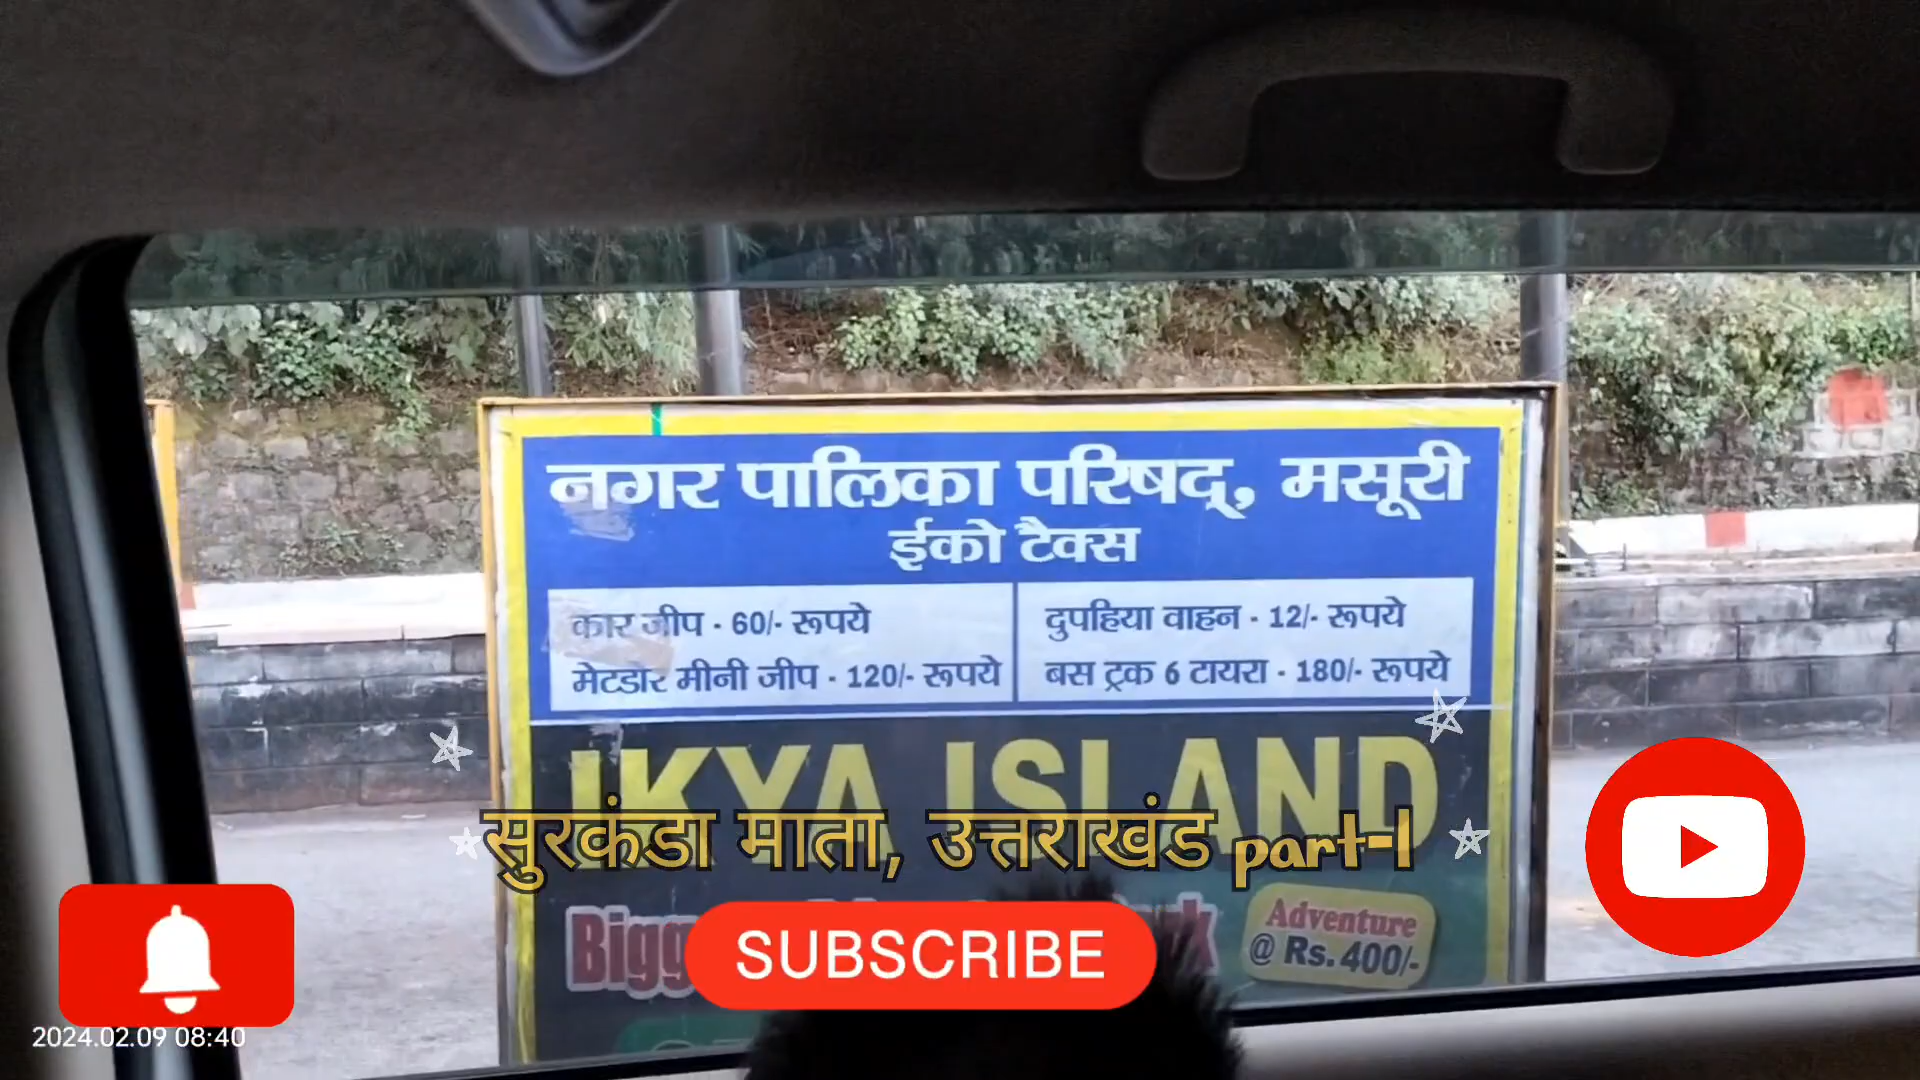 नगर पालिका परिषद्, मसूरी
ईको टैक्स
कार जीप - 60/- रूपये
मेटडोर मीनी जीप - 120/- रूपये
दुपहिया वाहन - 12/- रूपये
बस ट्रक 6 टायरा - 180/- रूपये
IKYA ISLAND
सुरकंडा माता, उत्तराखंड part-1
Adventure
@ Rs. 400/-
SUBSCRIBE
2024.02.09 08:40